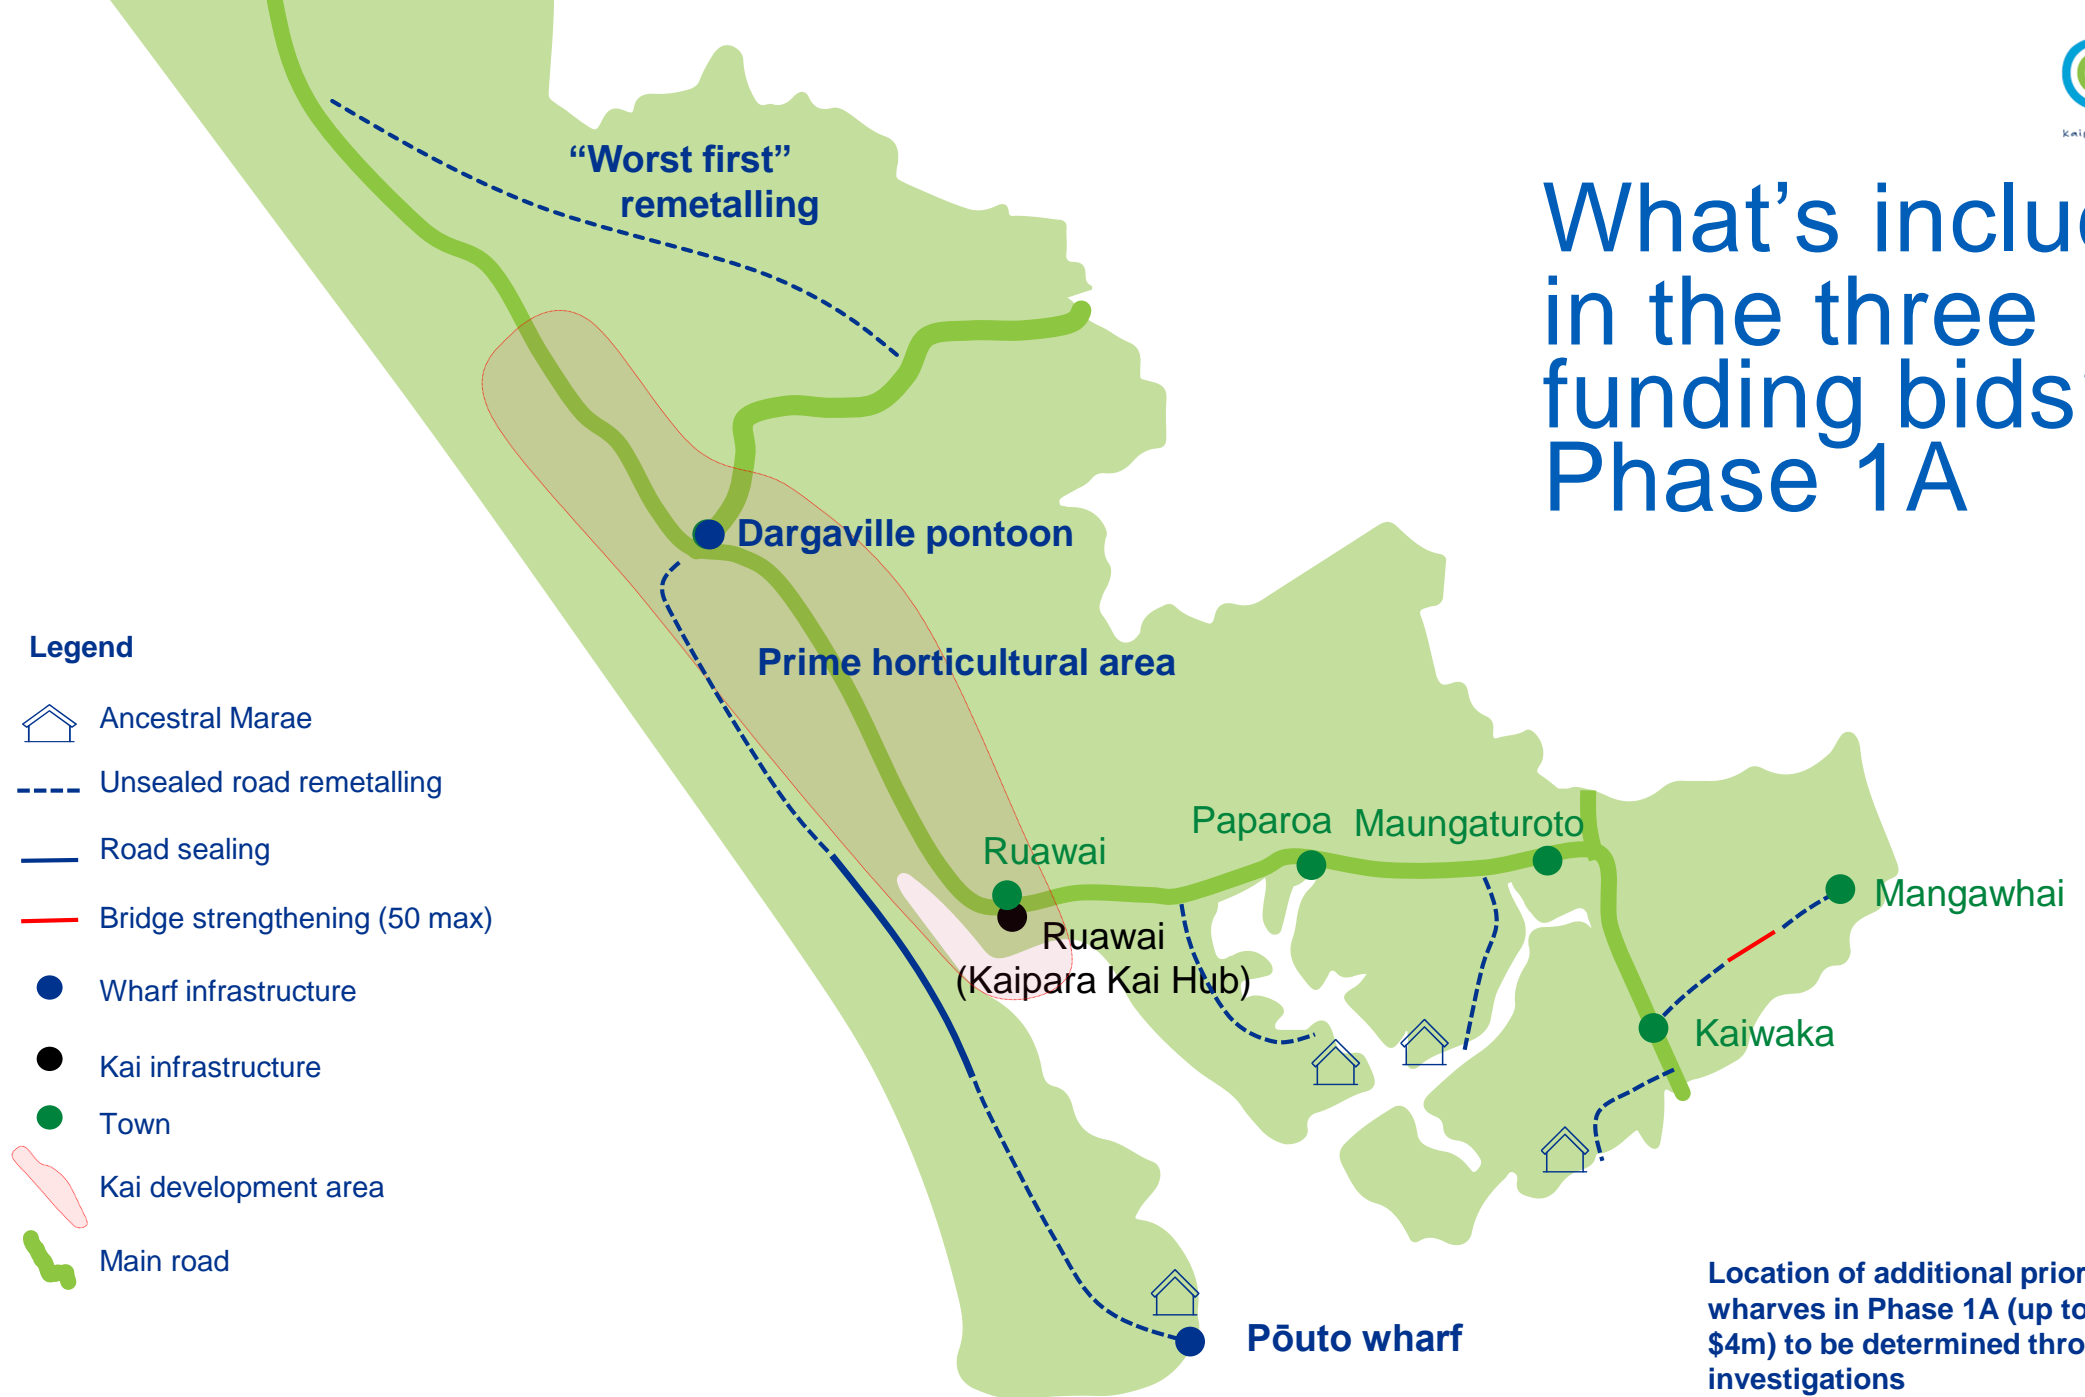 What's
in the three
funding bids
Phase 1A
"Worst first"
remetalling
Dargaville pontoon
Prime horticultural area
Legend
Ancestral Marae
Unsealed road remetalling
Road sealing
Bridge strengthening (50 max)
Wharf infrastructure
Kai infrastructure
Town
Kai development area
Main road
Paparoa
Maungaturoto
Ruawai
Mangawhai
Ruawai
(Kaipara Kai Hub)
Kaiwaka
Pōuto wharf
Location of additional
wharves in Phase 1A (up to
$4m) to be determined
investigations